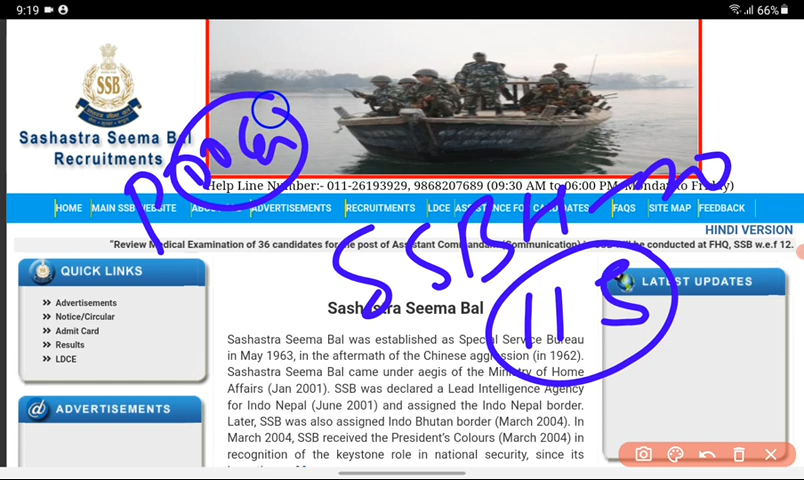 9:19
66%
SSB
Sashastra Seema Bal
Recruitments
Help Line Number:- 011-26193929, 9868207689 (09:30 AM to 06:00 PM, Monday to Friday)
HOME MAIN SSB WEBSITE ADVERTISEMENTS RECRUITMENTS LDCE FAQS SITE MAP FEEDBACK
HINDI VERSION
"Review Medical Examination of 36 candidates for the post of Assistant Commandant (Communication) in SSB will be conducted at FHQ, SSB w.e.f 12.
SSB
115
QUICK LINKS
Advertisements
Notice/Circular
Admit Card
Results
LDCE
ADVERTISEMENTS
Sashastra Seema Bal
Sashastra Seema Bal was established as Special Service Bureau
in May 1963, in the aftermath of the Chinese aggression (in 1962).
Sashastra Seema Bal came under aegis of the Ministry of Home
Affairs (Jan 2001). SSB was declared a Lead Intelligence Agency
for Indo Nepal (June 2001) and assigned the Indo Nepal border.
Later, SSB was also assigned Indo Bhutan border (March 2004). In
March 2004, SSB received the President's Colours (March 2004) in
recognition of the keystone role in national security, since its
LATEST UPDATES